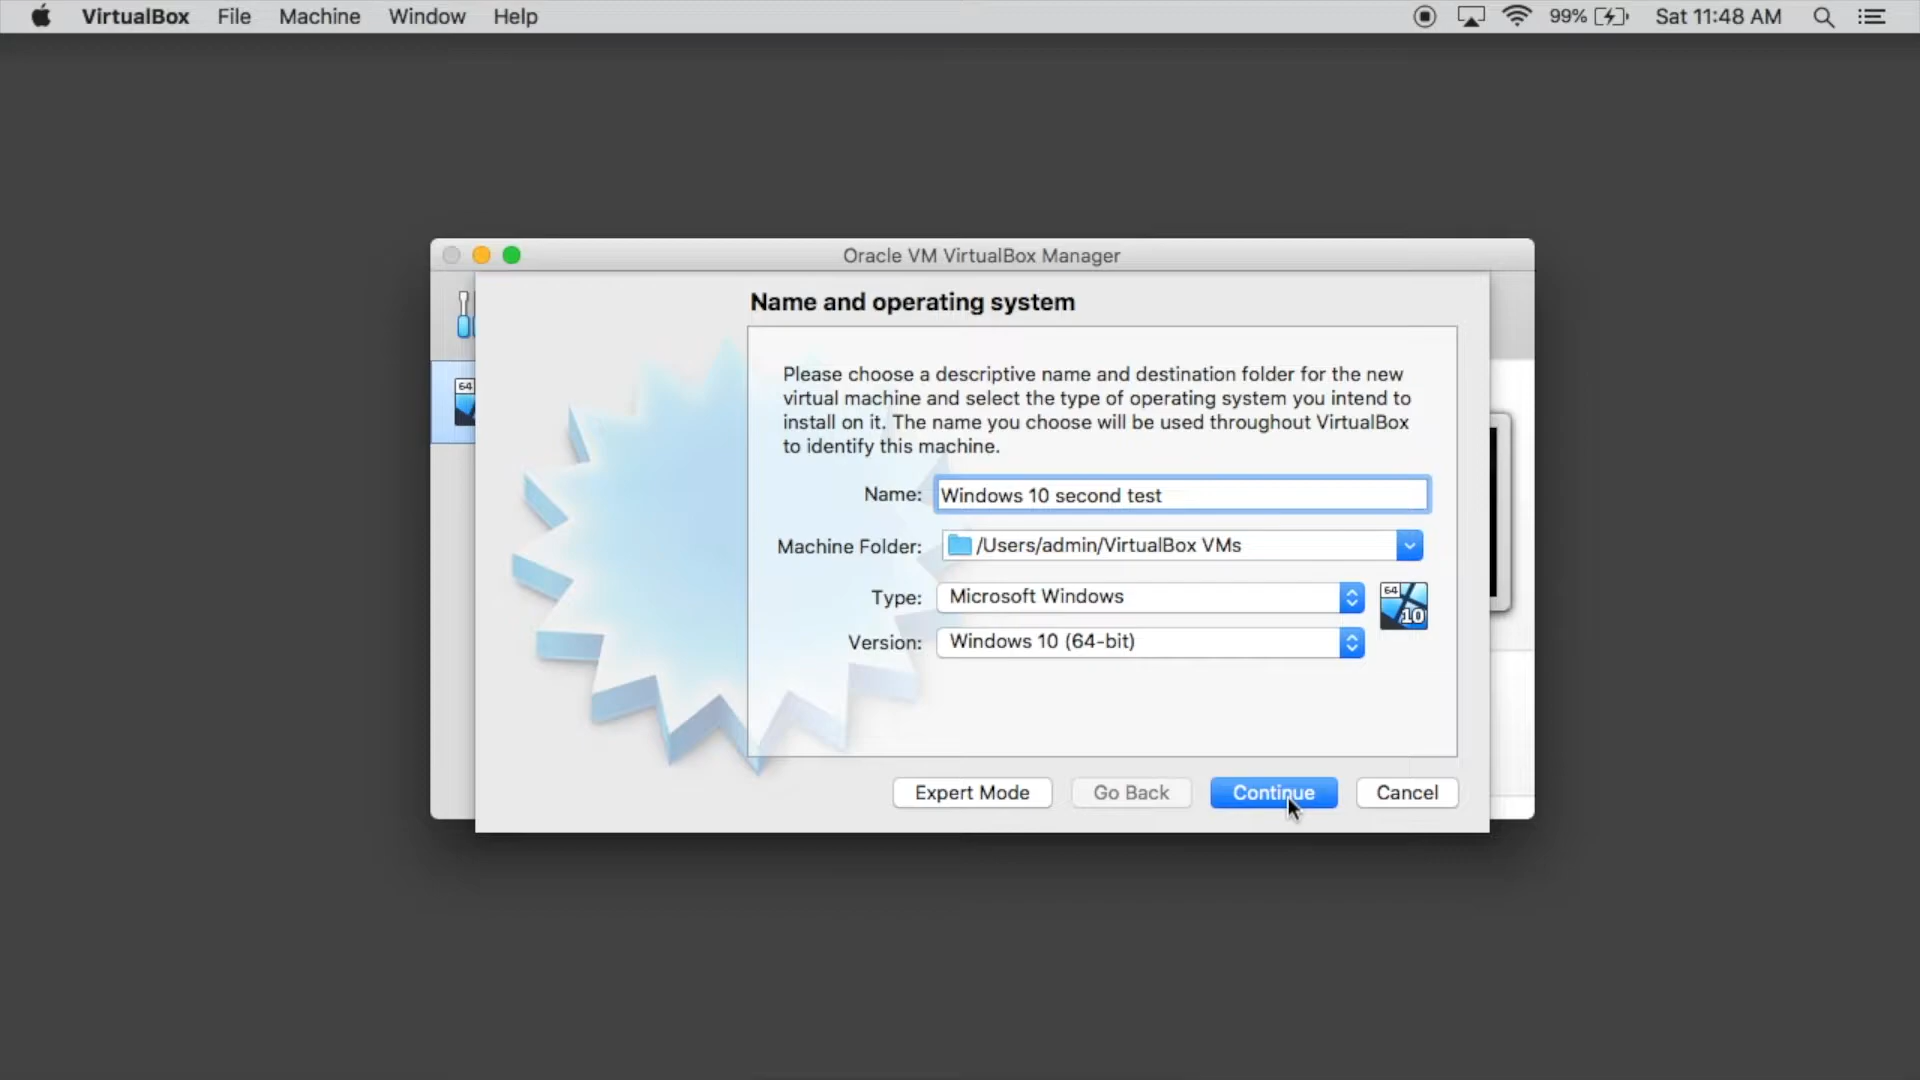 VirtualBox File Machine Window Help 99% Sat 11:48 AM
Oracle VM VirtualBox Manager
Name and operating system
Please choose a descriptive name and destination folder for the new
virtual machine and select the type of operating system you intend to
install on it. The name you choose will be used throughout VirtualBox
to identify this machine.
Name: Windows 10 second test
Machine Folder: /Users/admin/VirtualBox VMs
Type: Microsoft Windows
Version: Windows 10 (64-bit)
64
10
64
Expert Mode Go Back Continue Cancel